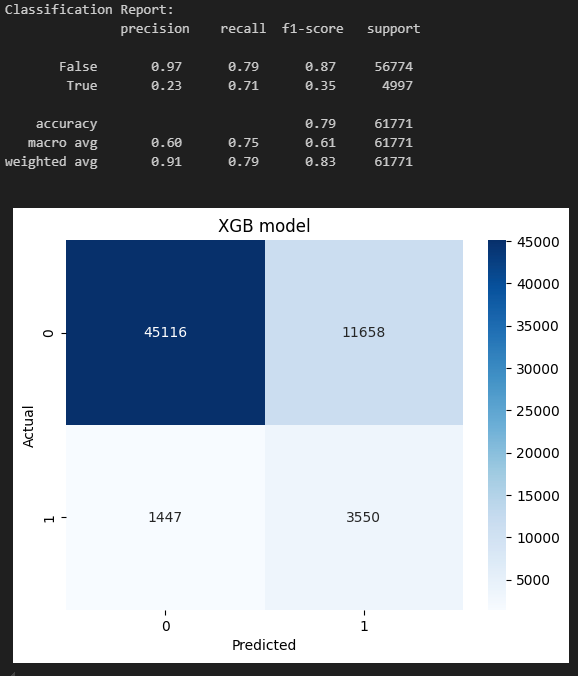 Classification Report:
precision recall f1-score support
False 0.97 0.79 0.87 56774
True 0.23 0.71 0.35 4997
accuracy 0.79 61771
macro avg 0.60 0.75 0.61 61771
weighted avg 0.91 0.79 0.83 61771
XGB model
45000
40000
35000
30000
25000
20000
15000
10000
5000
Actual
0
45116
11658
1
1447
3550
0
1
Predicted